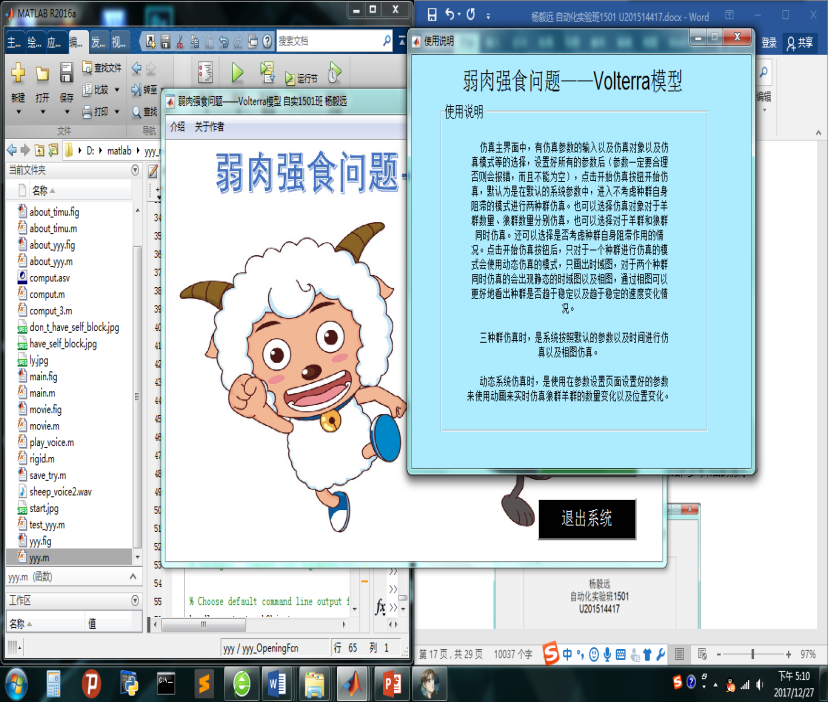 MATLAB R2016a
杨毅远 自动化实验班1501 U201514417.docx - Word
登录 共享
主... 绘... 应... 编... 发... 视...
搜索文档
新建 打开 保存
查找文件
比较
打印
转至
查找
运行节
文件
导航
D: matlab yyy_
当前文件夹
名称
about_timu.fig
about_timu.m
about_yyy.fig
about_yyy.m
comput.asv
comput.m
comput_3.m
don_t_have_self_block.jpg
have_self_block.jpg
ly.jpg
main.fig
main.m
movie.fig
movie.m
play_voice.m
rigid.m
save_try.m
sheep_voice2.wav
start.jpg
test_yyy.m
yyy.fig
yyy.m
yyy.m (函数)
工作区
名称 值
弱肉强食问题——Volterra模型 自实1501班 杨毅远
介绍 关于作者
弱肉强食问题
退出系统
使用说明
弱肉强食问题——Volterra模型
使用说明
仿真主界面中，有仿真参数的输入以及仿真对象以及仿
真模式等的选择，设置好所有的参数后（参数一定要合理
否则会报错，而且不能为空），点击开始仿真按钮开始仿
真，默认为是在默认的系统参数中，进入不考虑种群自身
阻滞的模式进行两种群仿真。也可以选择仿真对象对于羊
群数量、狼群数量分别仿真，也可以选择对于羊群和狼群
同时仿真。还可以选择是否考虑种群自身阻滞作用的情
况。点击开始仿真按钮后，只对于一个种群进行仿真的模
式会使用动态仿真的模式，只画出时域图，对于两个种群
同时仿真的会出现静态的时域图以及相图，通过相图可以
更好地看出种群是否趋于稳定以及趋于稳定的速度变化情
况。
三种群仿真时，是系统按照默认的参数以及时间进行仿
真以及相图仿真。
动态系统仿真时，是使用在参数设置页面设置好的参数
来使用动画来实时仿真狼群羊群的数量变化以及位置变化。
% Choose default command line output f
yyy / yyy_OpeningFcn 行 65 列 1
杨毅远
自动化实验班1501
U201514417
第 17 页，共 29 页 10037 个字
中
97%
下午 5:10
2017/12/27